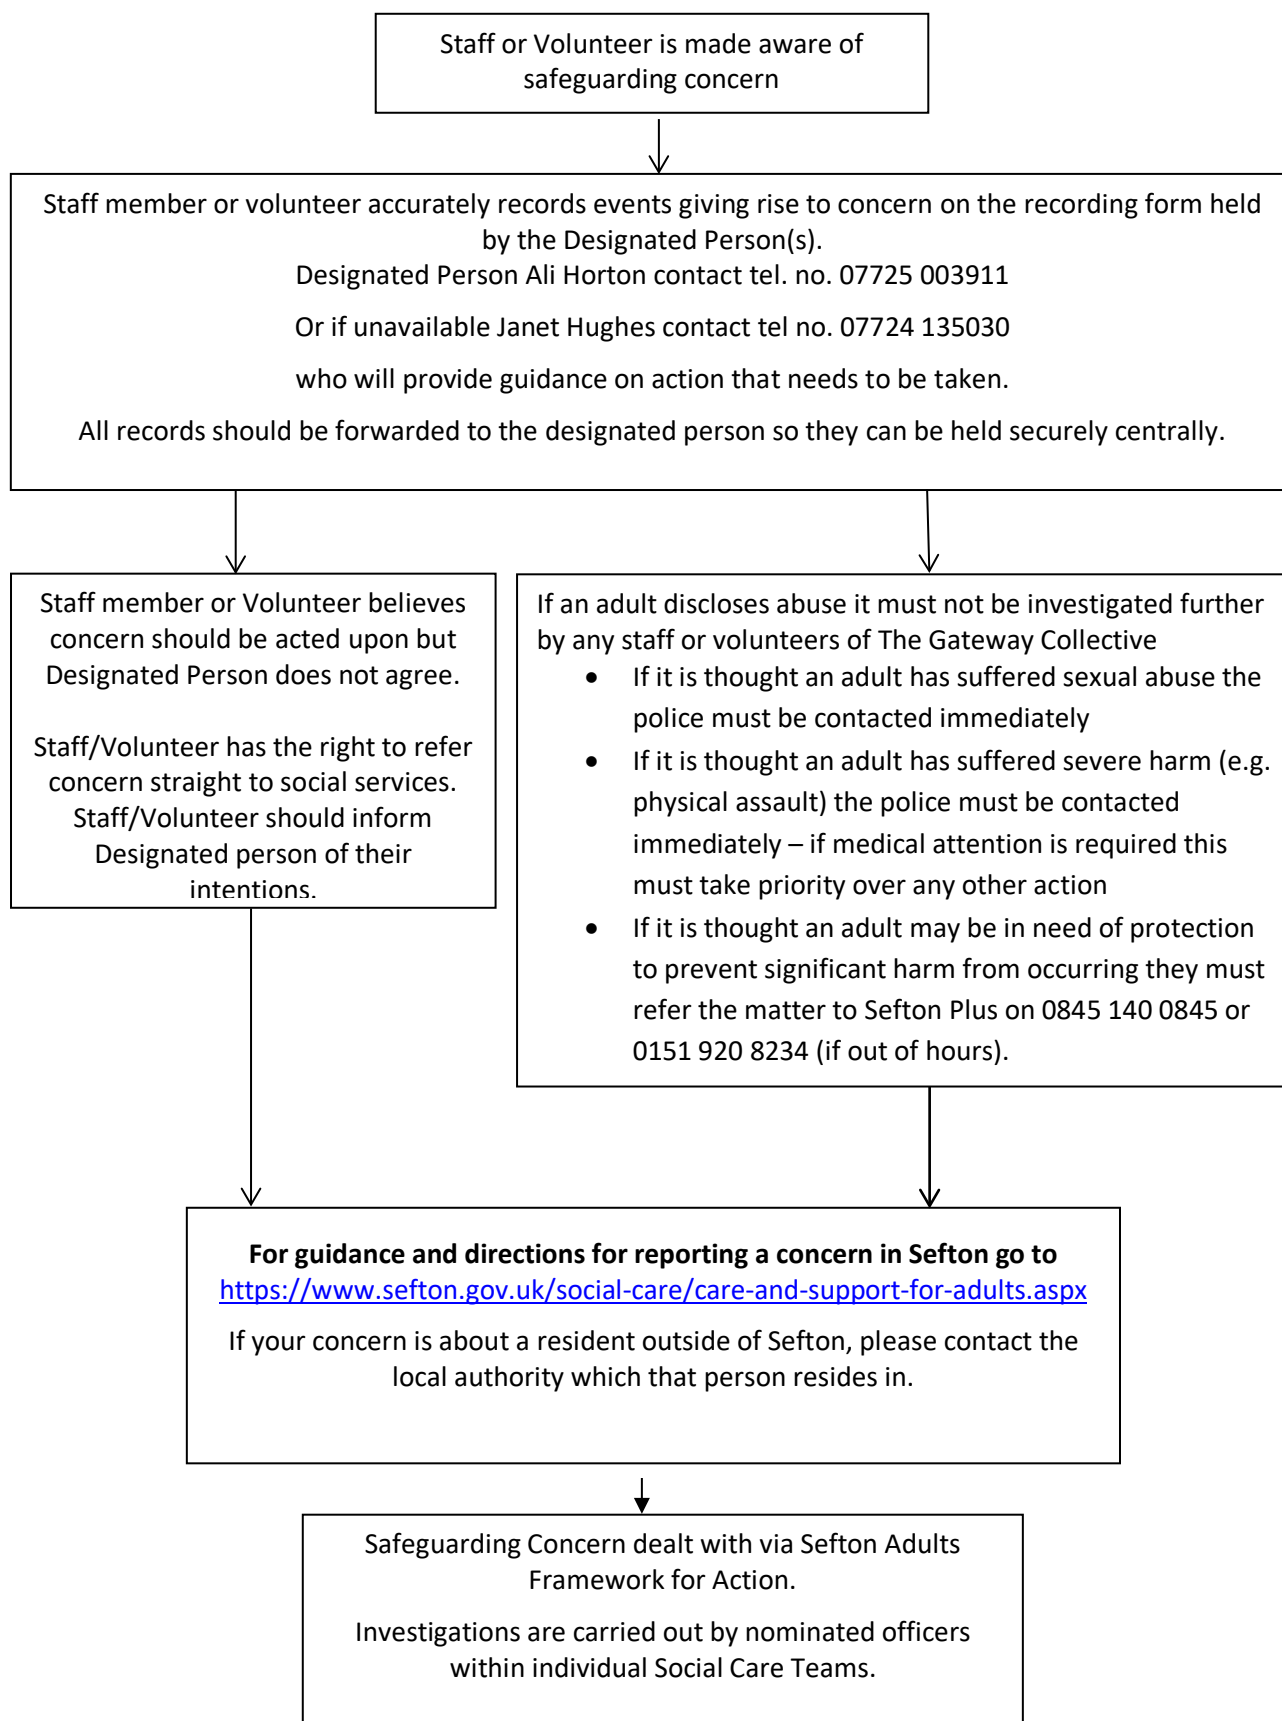 Staff or Volunteer is made aware of
safeguarding concern
Staff member or volunteer accurately records events giving rise to concern on the recording form held
by the Designated Person(s).
Designated Person Ali Horton contact tel. no. 07725 003911
Or if unavailable Janet Hughes contact tel no. 07724 135030
who will provide guidance on action that needs to be taken.
All records should be forwarded to the designated person so they can be held securely centrally.
Staff member or Volunteer believes
concern should be acted upon but
Designated Person does not agree.
Staff/Volunteer has the right to refer
concern straight to social services.
Staff/Volunteer should inform
Designated person of their
intentions.
If an adult discloses abuse it must not be investigated further
by any staff or volunteers of The Gateway Collective
• If it is thought an adult has suffered sexual abuse the
police must be contacted immediately
• If it is thought an adult has suffered severe harm (e.g.
physical assault) the police must be contacted
immediately – if medical attention is required this
must take priority over any other action
• If it is thought an adult may be in need of protection
to prevent significant harm from occurring they must
refer the matter to Sefton Plus on 0845 140 0845 or
0151 920 8234 (if out of hours).
For guidance and directions for reporting a concern in Sefton go to
https://www.sefton.gov.uk/social-care/care-and-support-for-adults.aspx
If your concern is about a resident outside of Sefton, please contact the
local authority which that person resides in.
Safeguarding Concern dealt with via Sefton Adults
Framework for Action.
Investigations are carried out by nominated officers
within individual Social Care Teams.